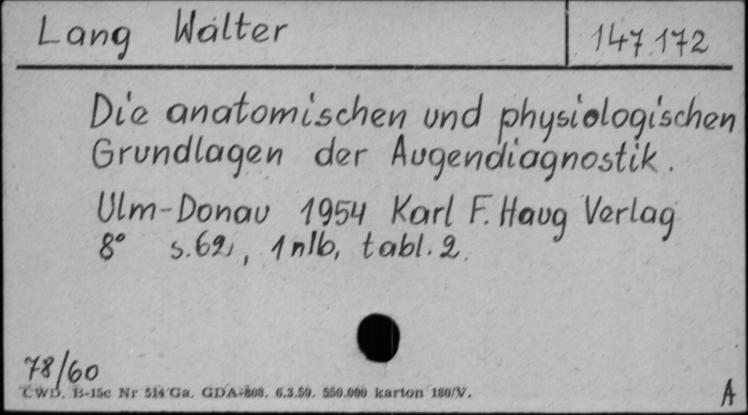 Lang Walter
147.172
Die anatomischen und physiologischen
Grundlagen der Augendiagnostik.
Ulm-Donau 1954 Karl F. Haug Verlag
8° s.62, 1 nlb, tabl. 2.
78/60
CWD. B-15c Nr 514 Ga. GDA-808. 6.3.59. 550.000 karton 180/V.
A